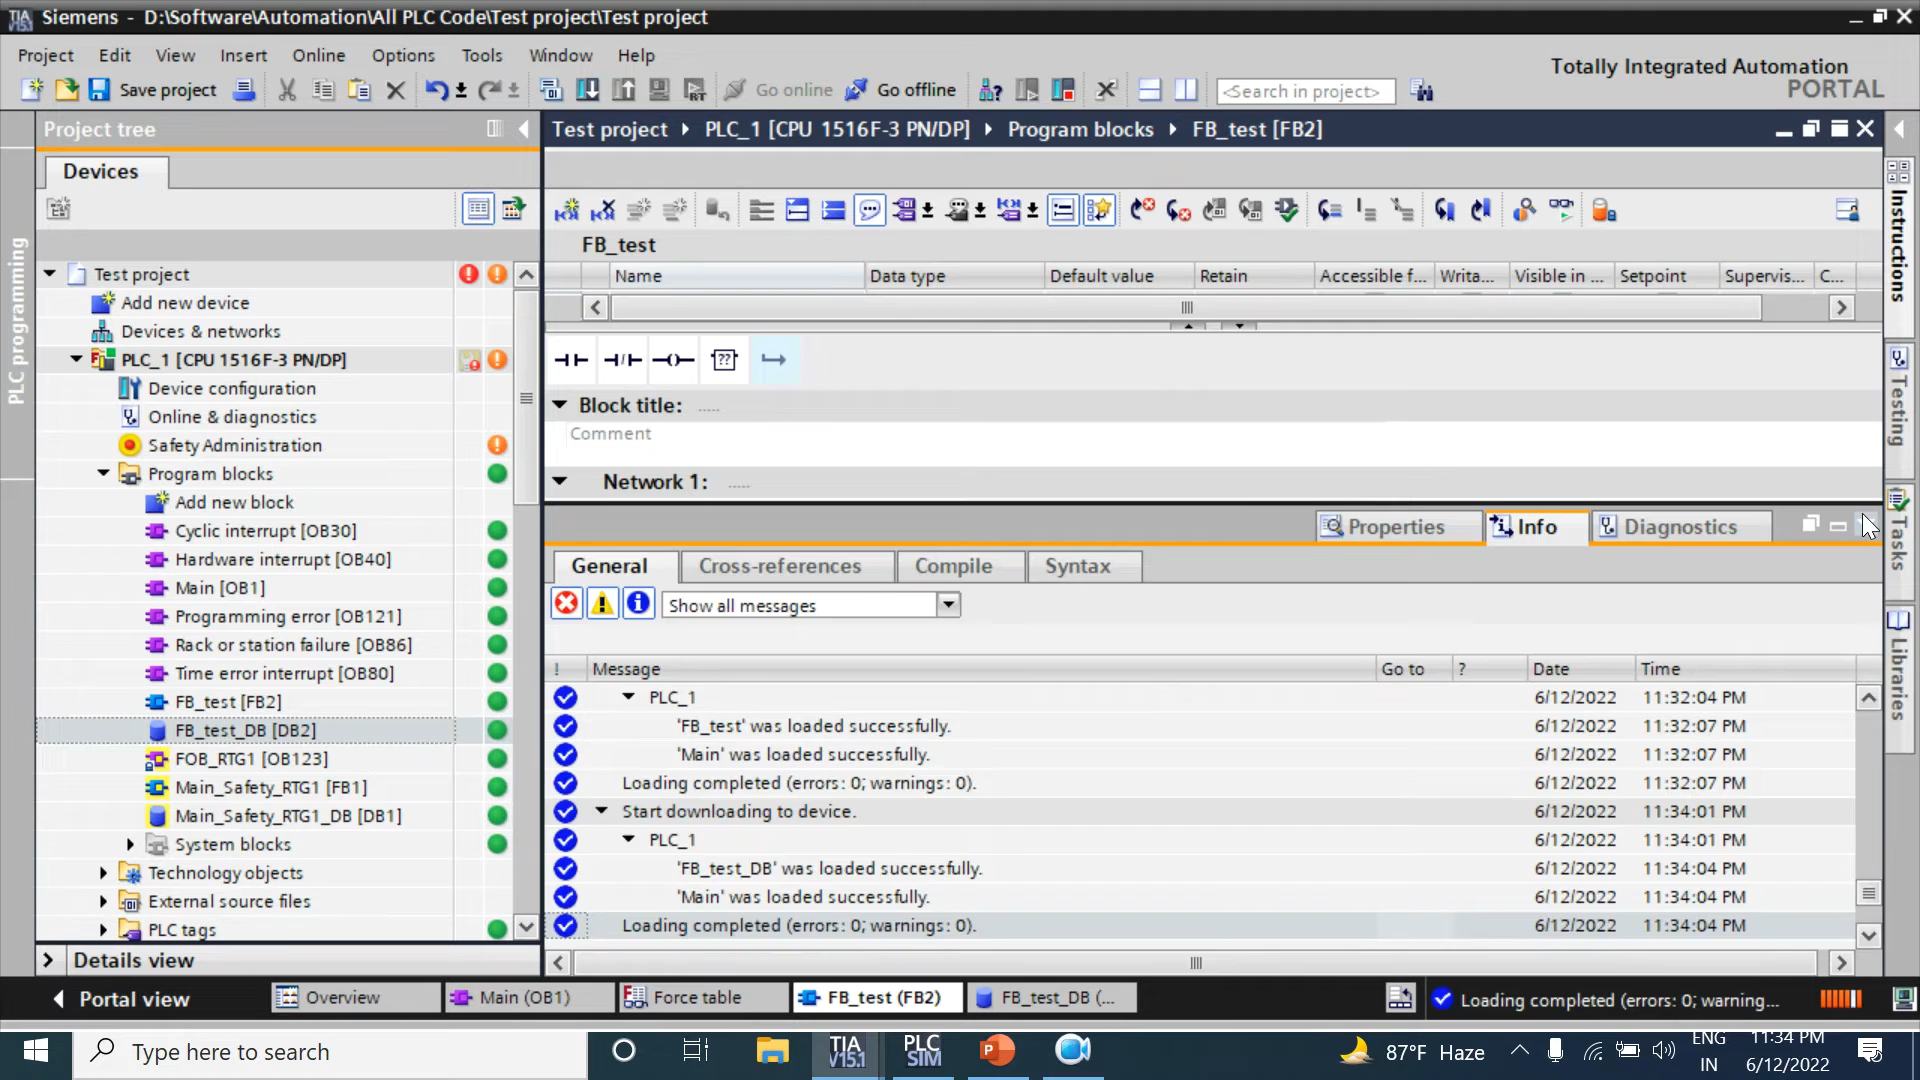 Siemens - D:\Software\Automation\All PLC Code\Test project\Test project
Project Edit View Insert Online Options Tools Window Help
Totally Integrated Automation
PORTAL
Save project Go online Go offline <Search in project>
Project tree
Test project PLC_1 [CPU 1516F-3 PN/DP] Program blocks FB_test [FB2]
Devices
PLC programming
FB_test
Name Data type Default value Retain Accessible f... Writa... Visible in ... Setpoint Supervis... C...
Test project
Add new device
Devices & networks
PLC_1 [CPU 1516F-3 PN/DP]
Device configuration
Online & diagnostics
Safety Administration
Program blocks
Add new block
Cyclic interrupt [OB30]
Hardware interrupt [OB40]
Main [OB1]
Programming error [OB121]
Rack or station failure [OB86]
Time error interrupt [OB80]
FB_test [FB2]
FB_test_DB [DB2]
FOB_RTG1 [OB123]
Main_Safety_RTG1 [FB1]
Main_Safety_RTG1_DB [DB1]
System blocks
Technology objects
External source files
PLC tags
Details view
??
Block title: .....
Comment
Network 1: .....
Properties Info Diagnostics
General Cross-references Compile Syntax
Show all messages
! Message Go to ? Date Time
PLC_1 6/12/2022 11:32:04 PM
'FB_test' was loaded successfully. 6/12/2022 11:32:07 PM
'Main' was loaded successfully. 6/12/2022 11:32:07 PM
Loading completed (errors: 0; warnings: 0). 6/12/2022 11:32:07 PM
Start downloading to device. 6/12/2022 11:34:01 PM
PLC_1 6/12/2022 11:34:01 PM
'FB_test_DB' was loaded successfully. 6/12/2022 11:34:04 PM
'Main' was loaded successfully. 6/12/2022 11:34:04 PM
Loading completed (errors: 0; warnings: 0). 6/12/2022 11:34:04 PM
Instructions
Testing
Tasks
Libraries
Portal view Overview Main (OB1) Force table FB_test (FB2) FB_test_DB (... Loading completed (errors: 0; warning...
Type here to search
TIA V15.1
PLC SIM
87°F Haze
ENG
IN
11:34 PM
6/12/2022